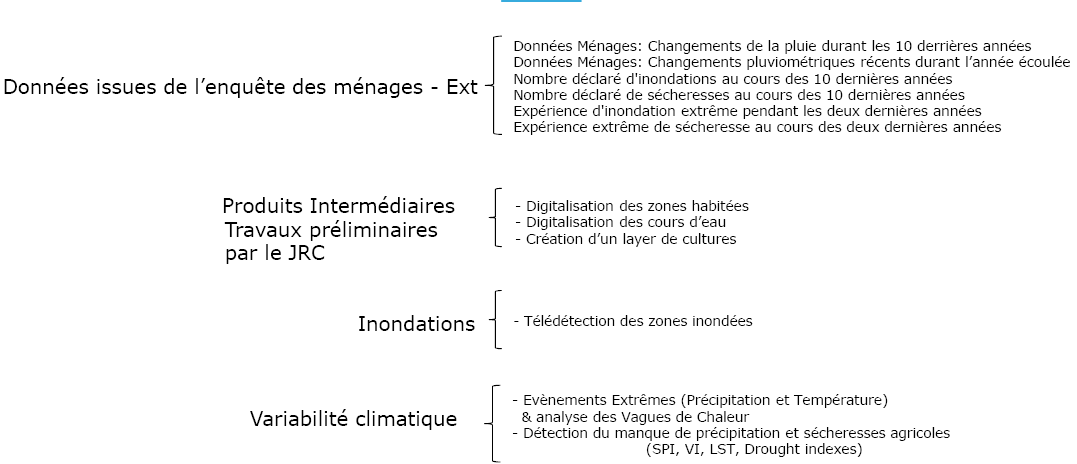 Données issues de l’enquête des ménages - Ext
Données Ménages: Changements de la pluie durant les 10 derrières années
Données Ménages: Changements pluviométriques récents durant l’année écoulée
Nombre déclaré d'inondations au cours des 10 dernières années
Nombre déclaré de sécheresses au cours des 10 dernières années
Expérience d'inondation extrême pendant les deux dernières années
Expérience extrême de sécheresse au cours des deux dernières années
Produits Intermédiaires
Travaux préliminaires
par le JRC
- Digitalisation des zones habitées
- Digitalisation des cours d’eau
- Création d’un layer de cultures
Inondations
- Télédétection des zones inondées
Variabilité climatique
- Evènements Extrêmes (Précipitation et Température)
& analyse des Vagues de Chaleur
- Détection du manque de précipitation et sécheresses agricoles
(SPI, VI, LST, Drought indexes)